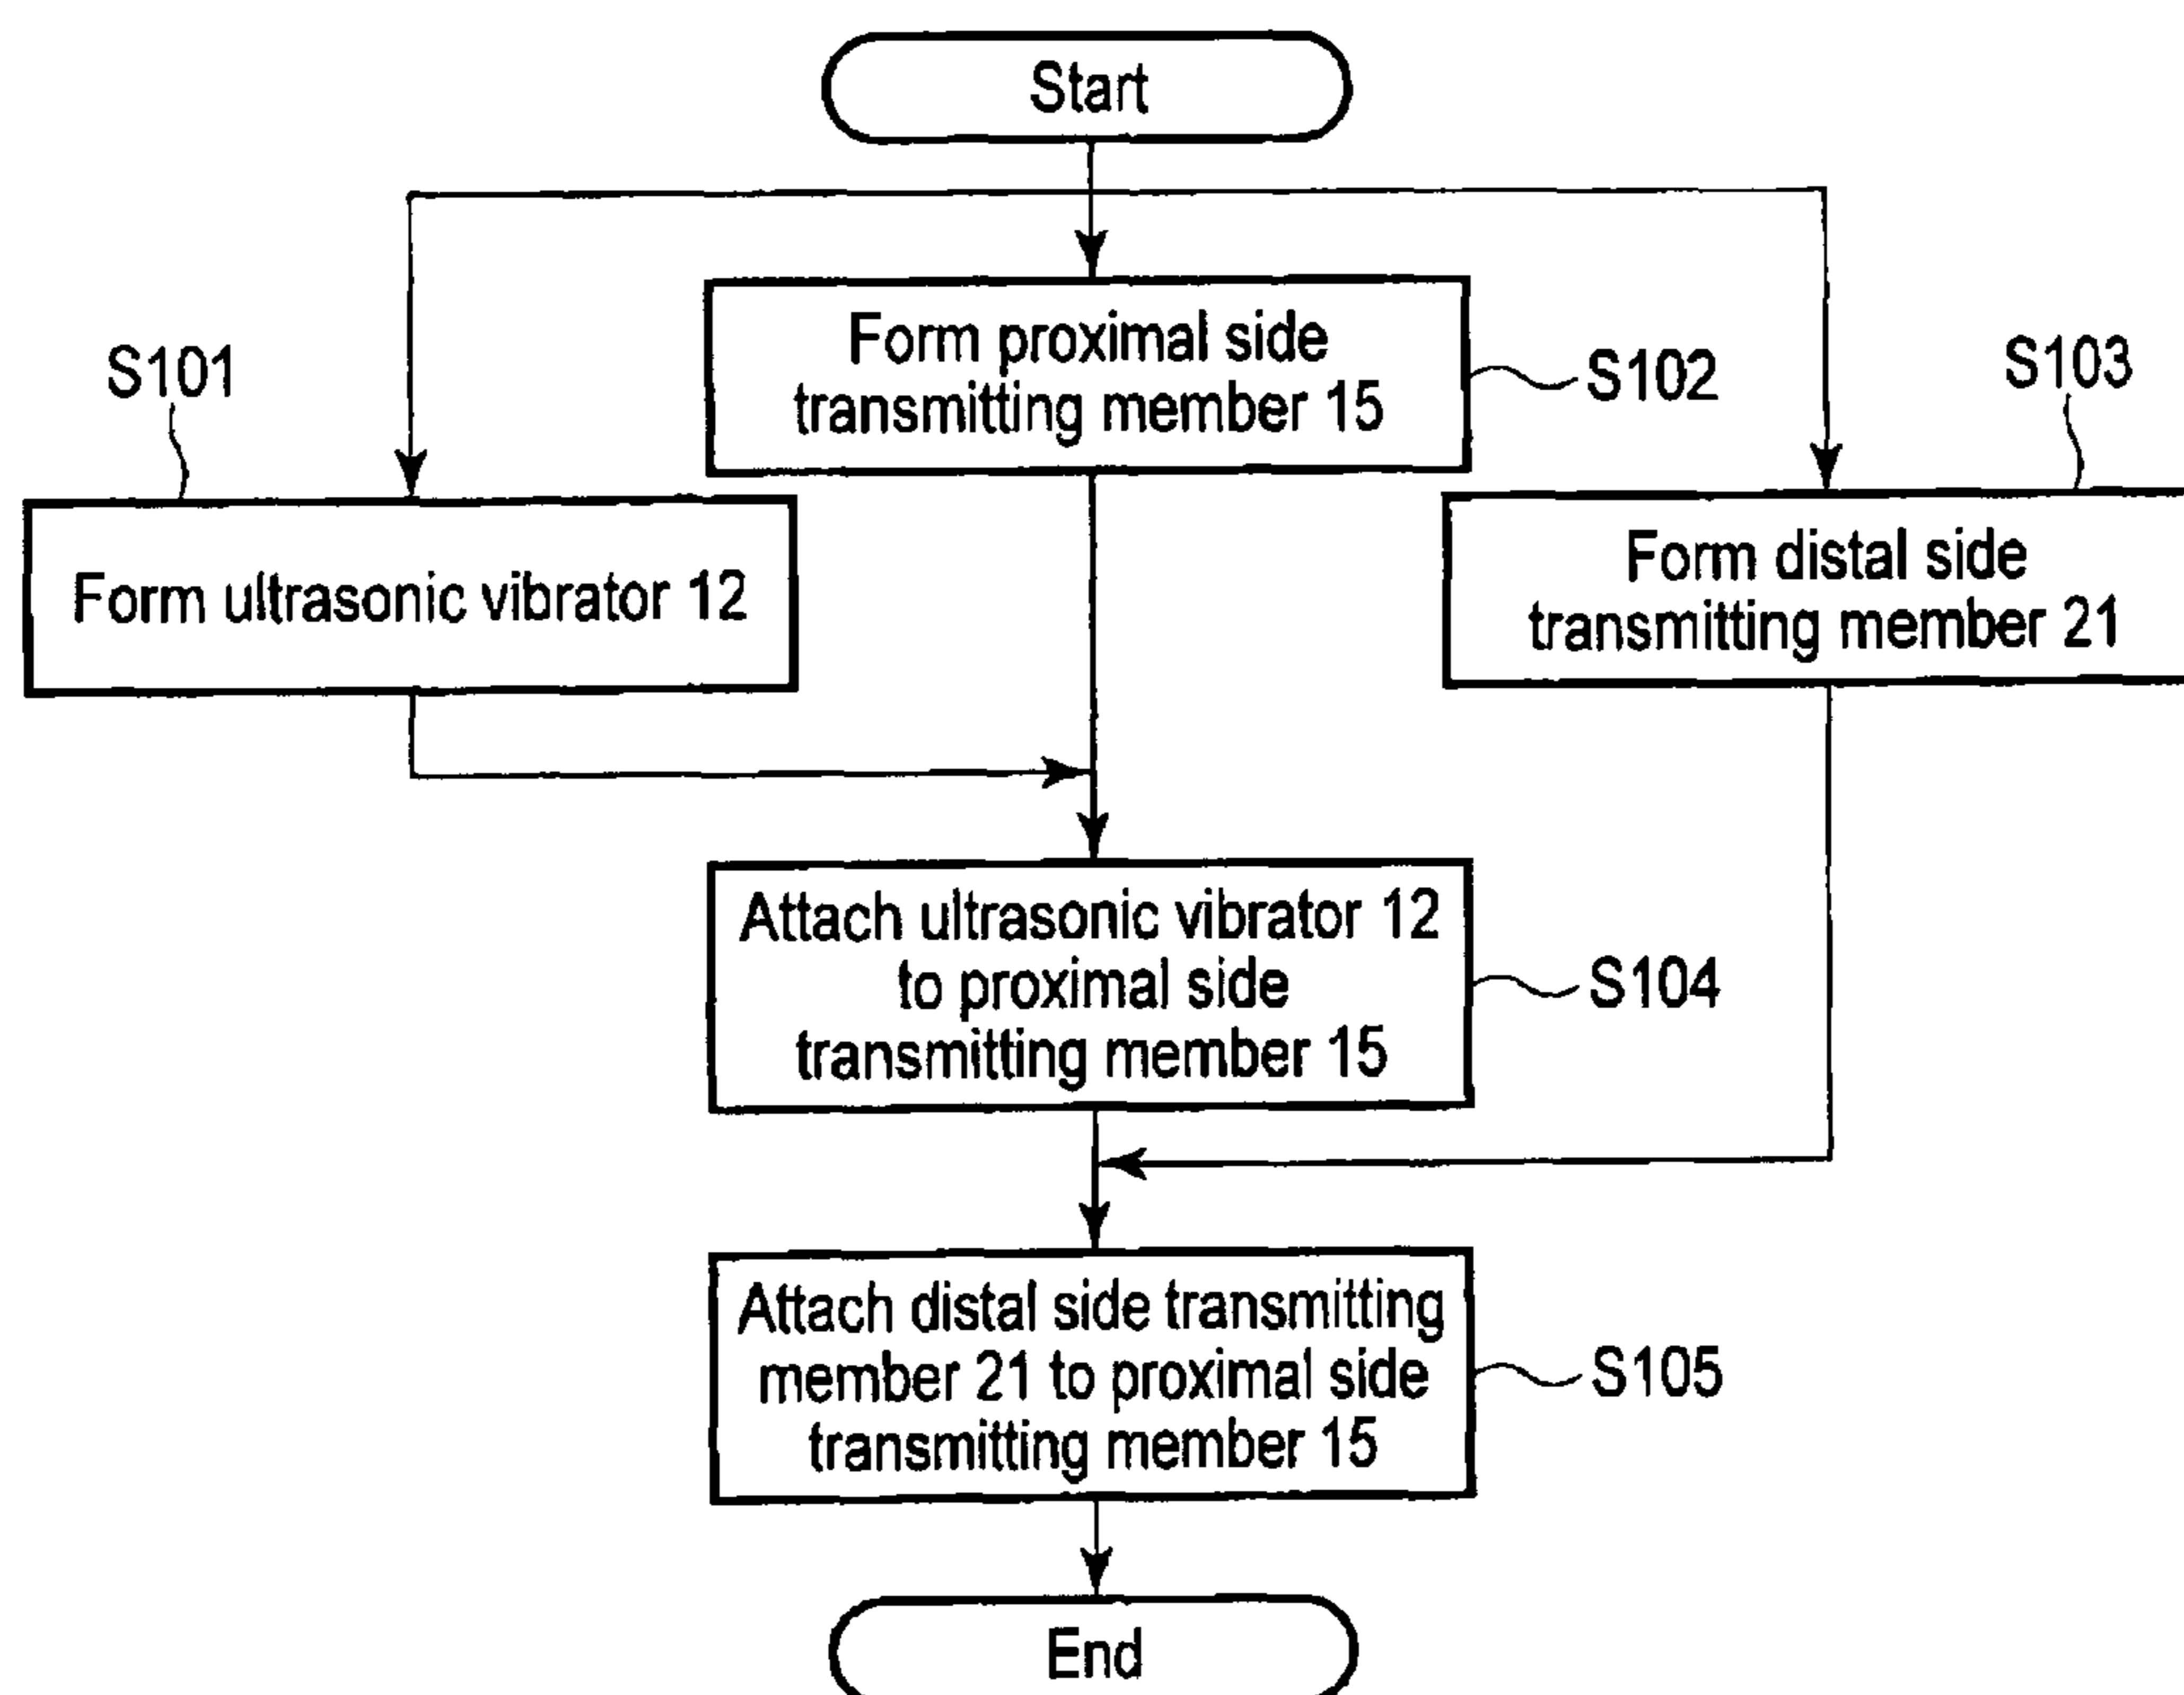 Start
Form proximal side
transmitting member 15
S102
S101
Form ultrasonic vibrator 12
S103
Form distal side
transmitting member 21
Attach ultrasonic vibrator 12
to proximal side
transmitting member 15
S104
Attach distal side transmitting
member 21 to proximal side
transmitting member 15
S105
End